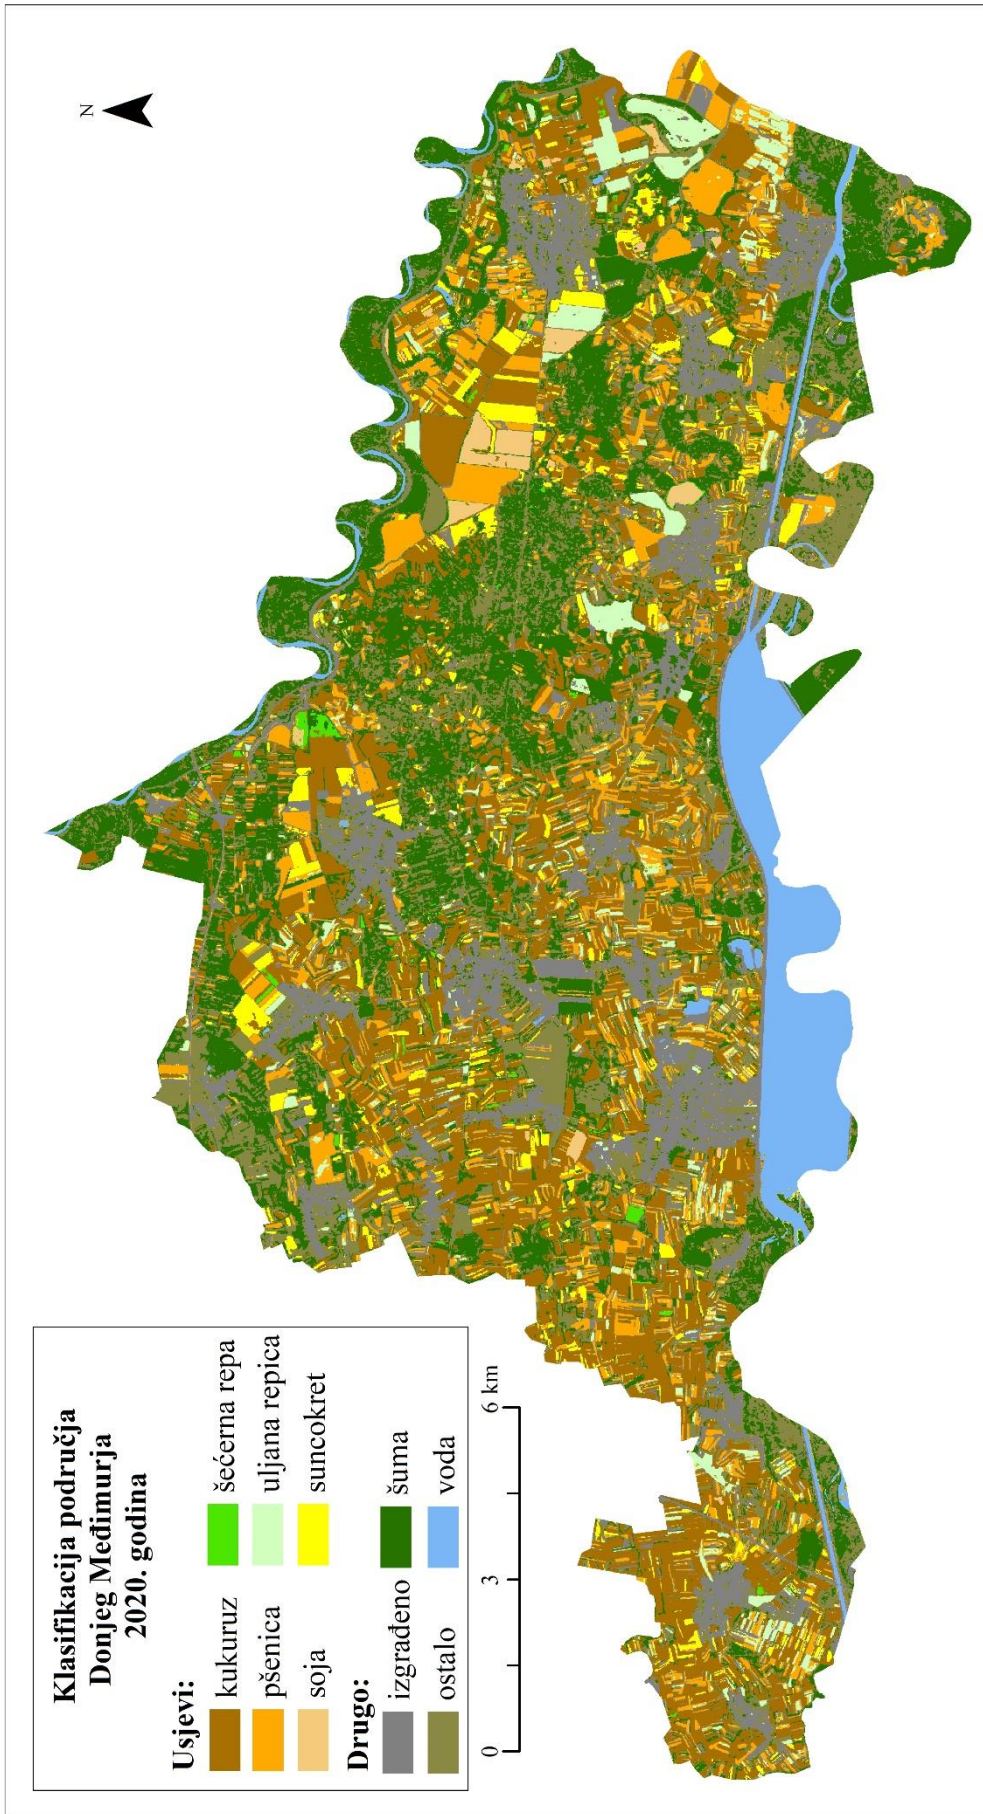 Klasifikacija područja
Donjeg Međimurja
2020. godina
Usjevi:
kukuruz
šećerna repa
pšenica
uljana repica
soja
suncokret
Drugo:
izgrađeno
šuma
ostalo
voda
0 3 6 km
N